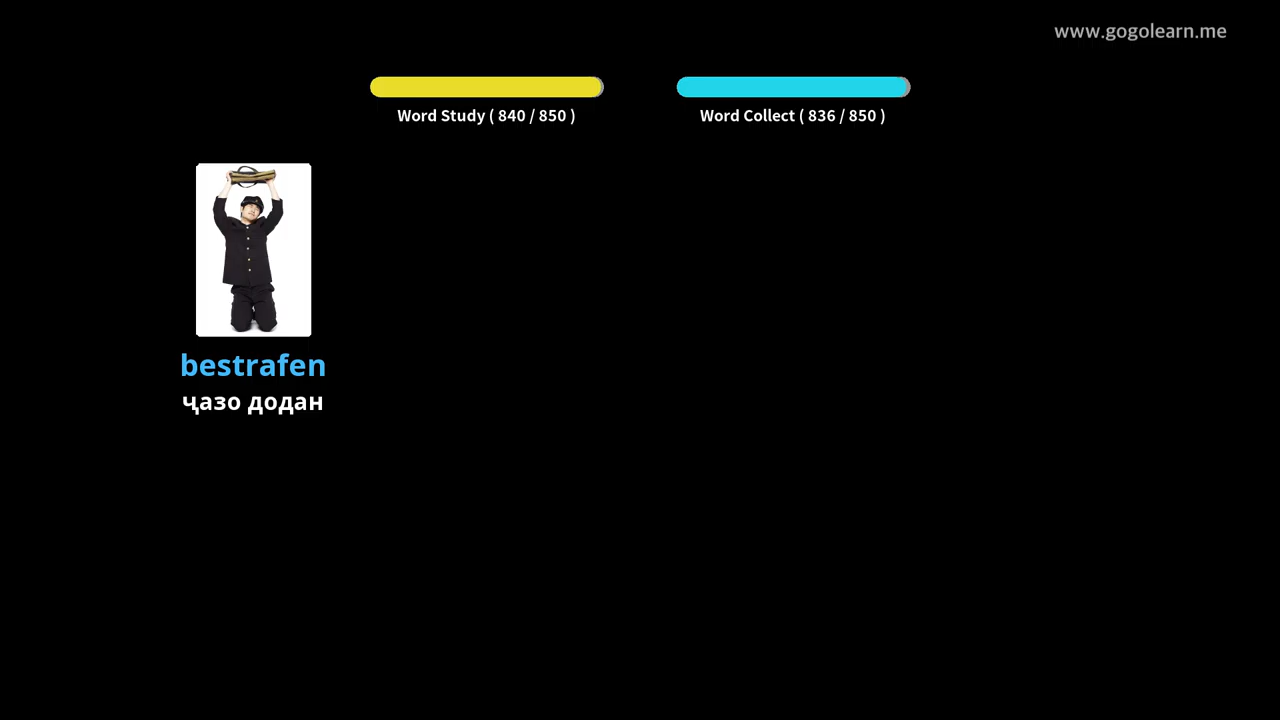 www.gogolearn.me
Word Study ( 840 / 850 )
Word Collect ( 836 / 850 )
bestrafen
ҷазо додан